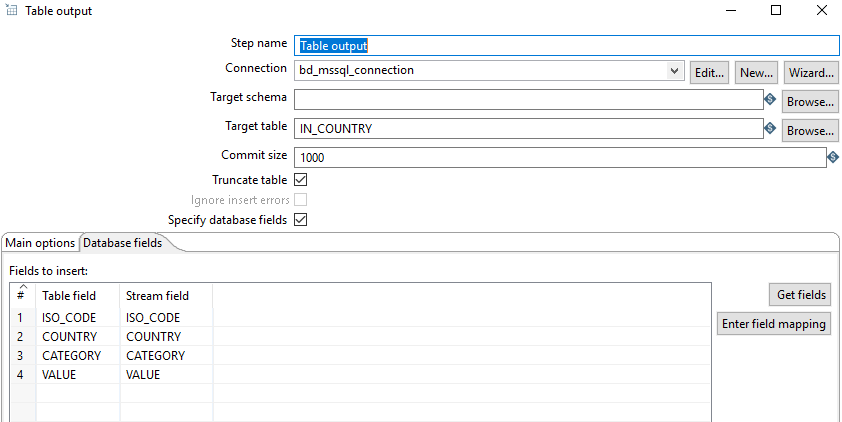 Table output
Step name Table output
Connection bd_mssql_connection Edit... New... Wizard...
Target schema Browse...
Target table IN_COUNTRY Browse...
Commit size 1000
Truncate table
Ignore insert errors
Specify database fields
Main options Database fields
Fields to insert:
# Table field Stream field
1 ISO_CODE ISO_CODE
2 COUNTRY COUNTRY
3 CATEGORY CATEGORY
4 VALUE VALUE
Get fields
Enter field mapping